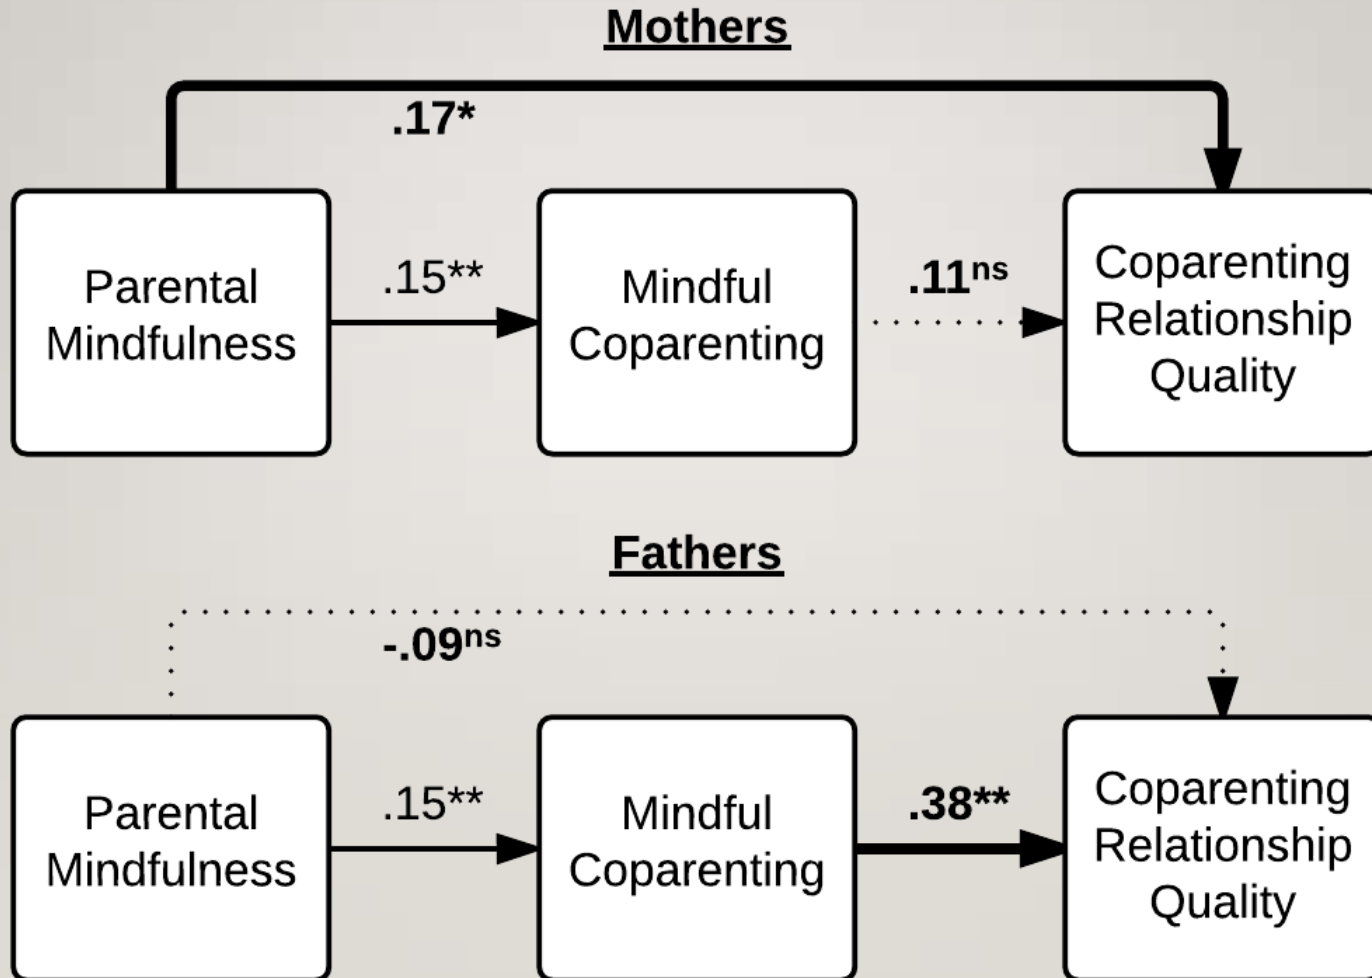 Mothers
.17*
Parental
Mindfulness
.15**
Mindful
Coparenting
.11ns
Coparenting
Relationship
Quality
Fathers
-.09ns
Parental
Mindfulness
.15**
Mindful
Coparenting
.38**
Coparenting
Relationship
Quality